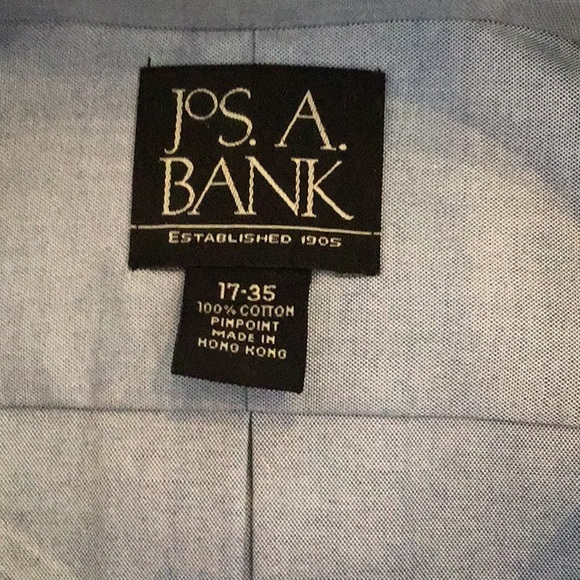 JOS. A.
BANK
ESTABLISHED 1905
17-35
100% COTTON
PINPOINT
MADE IN
HONG KONG